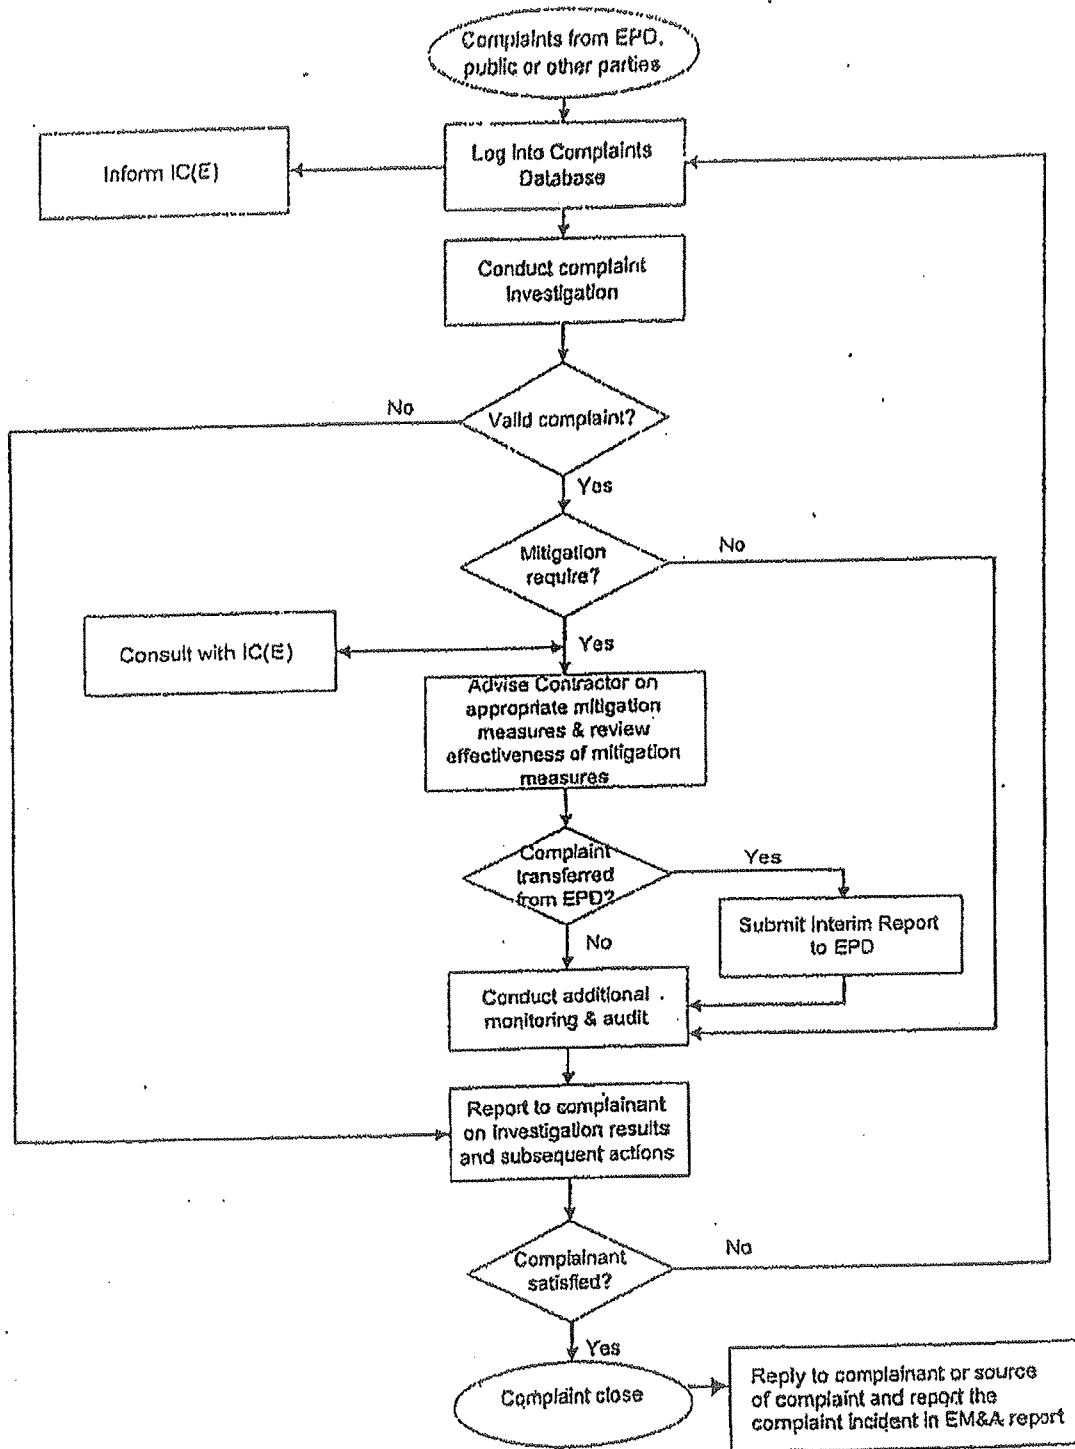 Complaints from EPD,
public or other parties
Log into Complaints
Database
Inform IC(E)
Conduct complaint
Investigation
Valid complaint?
No
Yes
Mitigation
require?
No
Yes
Consult with IC(E)
Advise Contractor on
appropriate mitigation
measures & review
effectiveness of mitigation
measures
Complaint
transferred
from EPD?
Yes
No
Submit Interim Report
to EPD
Conduct additional
monitoring & audit
Report to complainant
on investigation results
and subsequent actions
Complainant
satisfied?
No
Yes
Complaint close
Reply to complainant or source
of complaint and report the
complaint incident in EM&A report